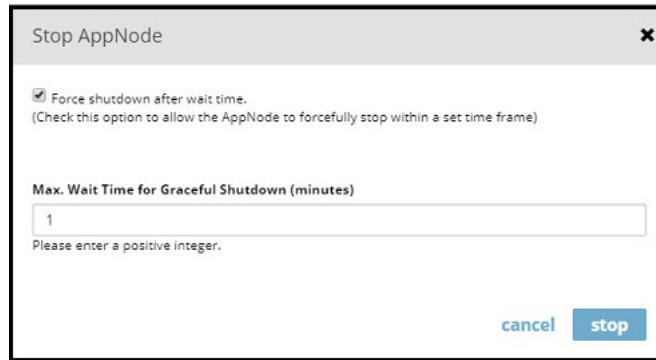 Stop AppNode
Force shutdown after wait time.
(Check this option to allow the AppNode to forcefully stop within a set time frame)
Max. Wait Time for Graceful Shutdown (minutes)
1
Please enter a positive integer.
cancel stop